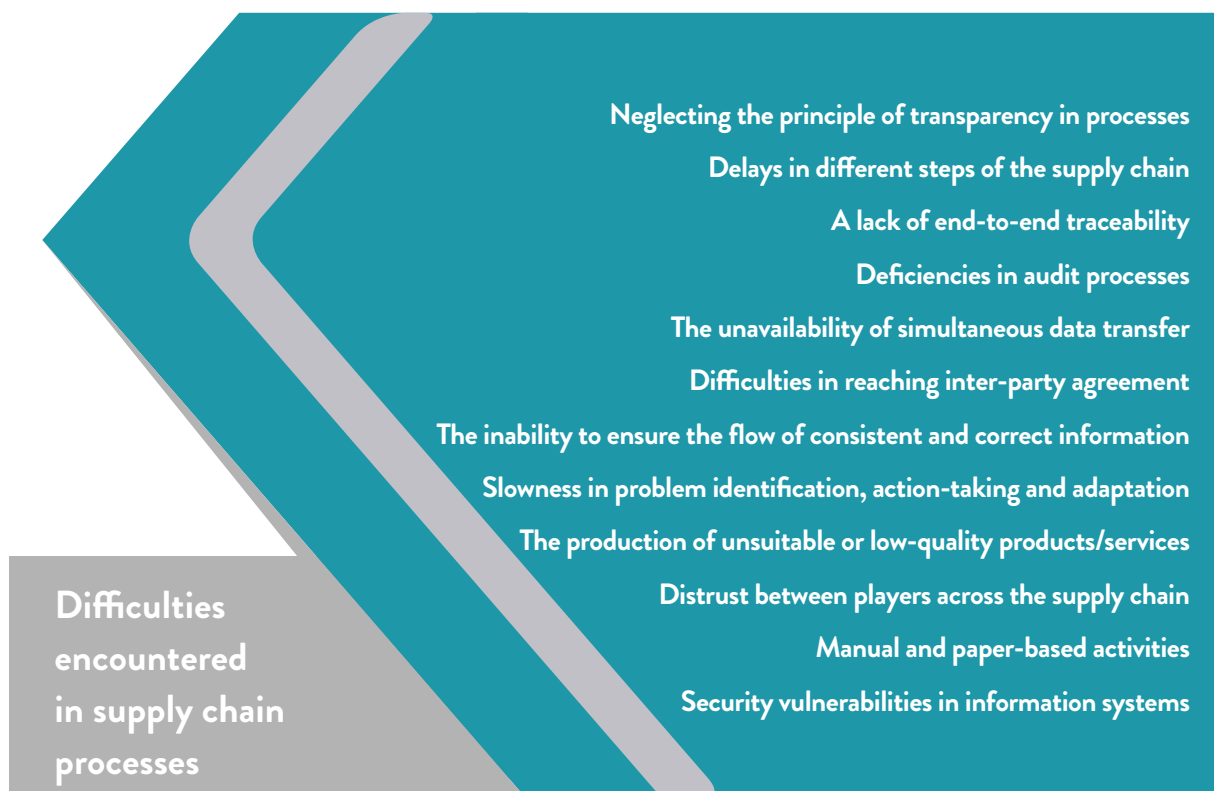 Neglecting the principle of transparency in processes
Delays in different steps of the supply chain
A lack of end-to-end traceability
Deficiencies in audit processes
The unavailability of simultaneous data transfer
Difficulties in reaching inter-party agreement
The inability to ensure the flow of consistent and correct information
Slowness in problem identification, action-taking and adaptation
The production of unsuitable or low-quality products/services
Distrust between players across the supply chain
Manual and paper-based activities
Security vulnerabilities in information systems
Difficulties
encountered
in supply chain
processes